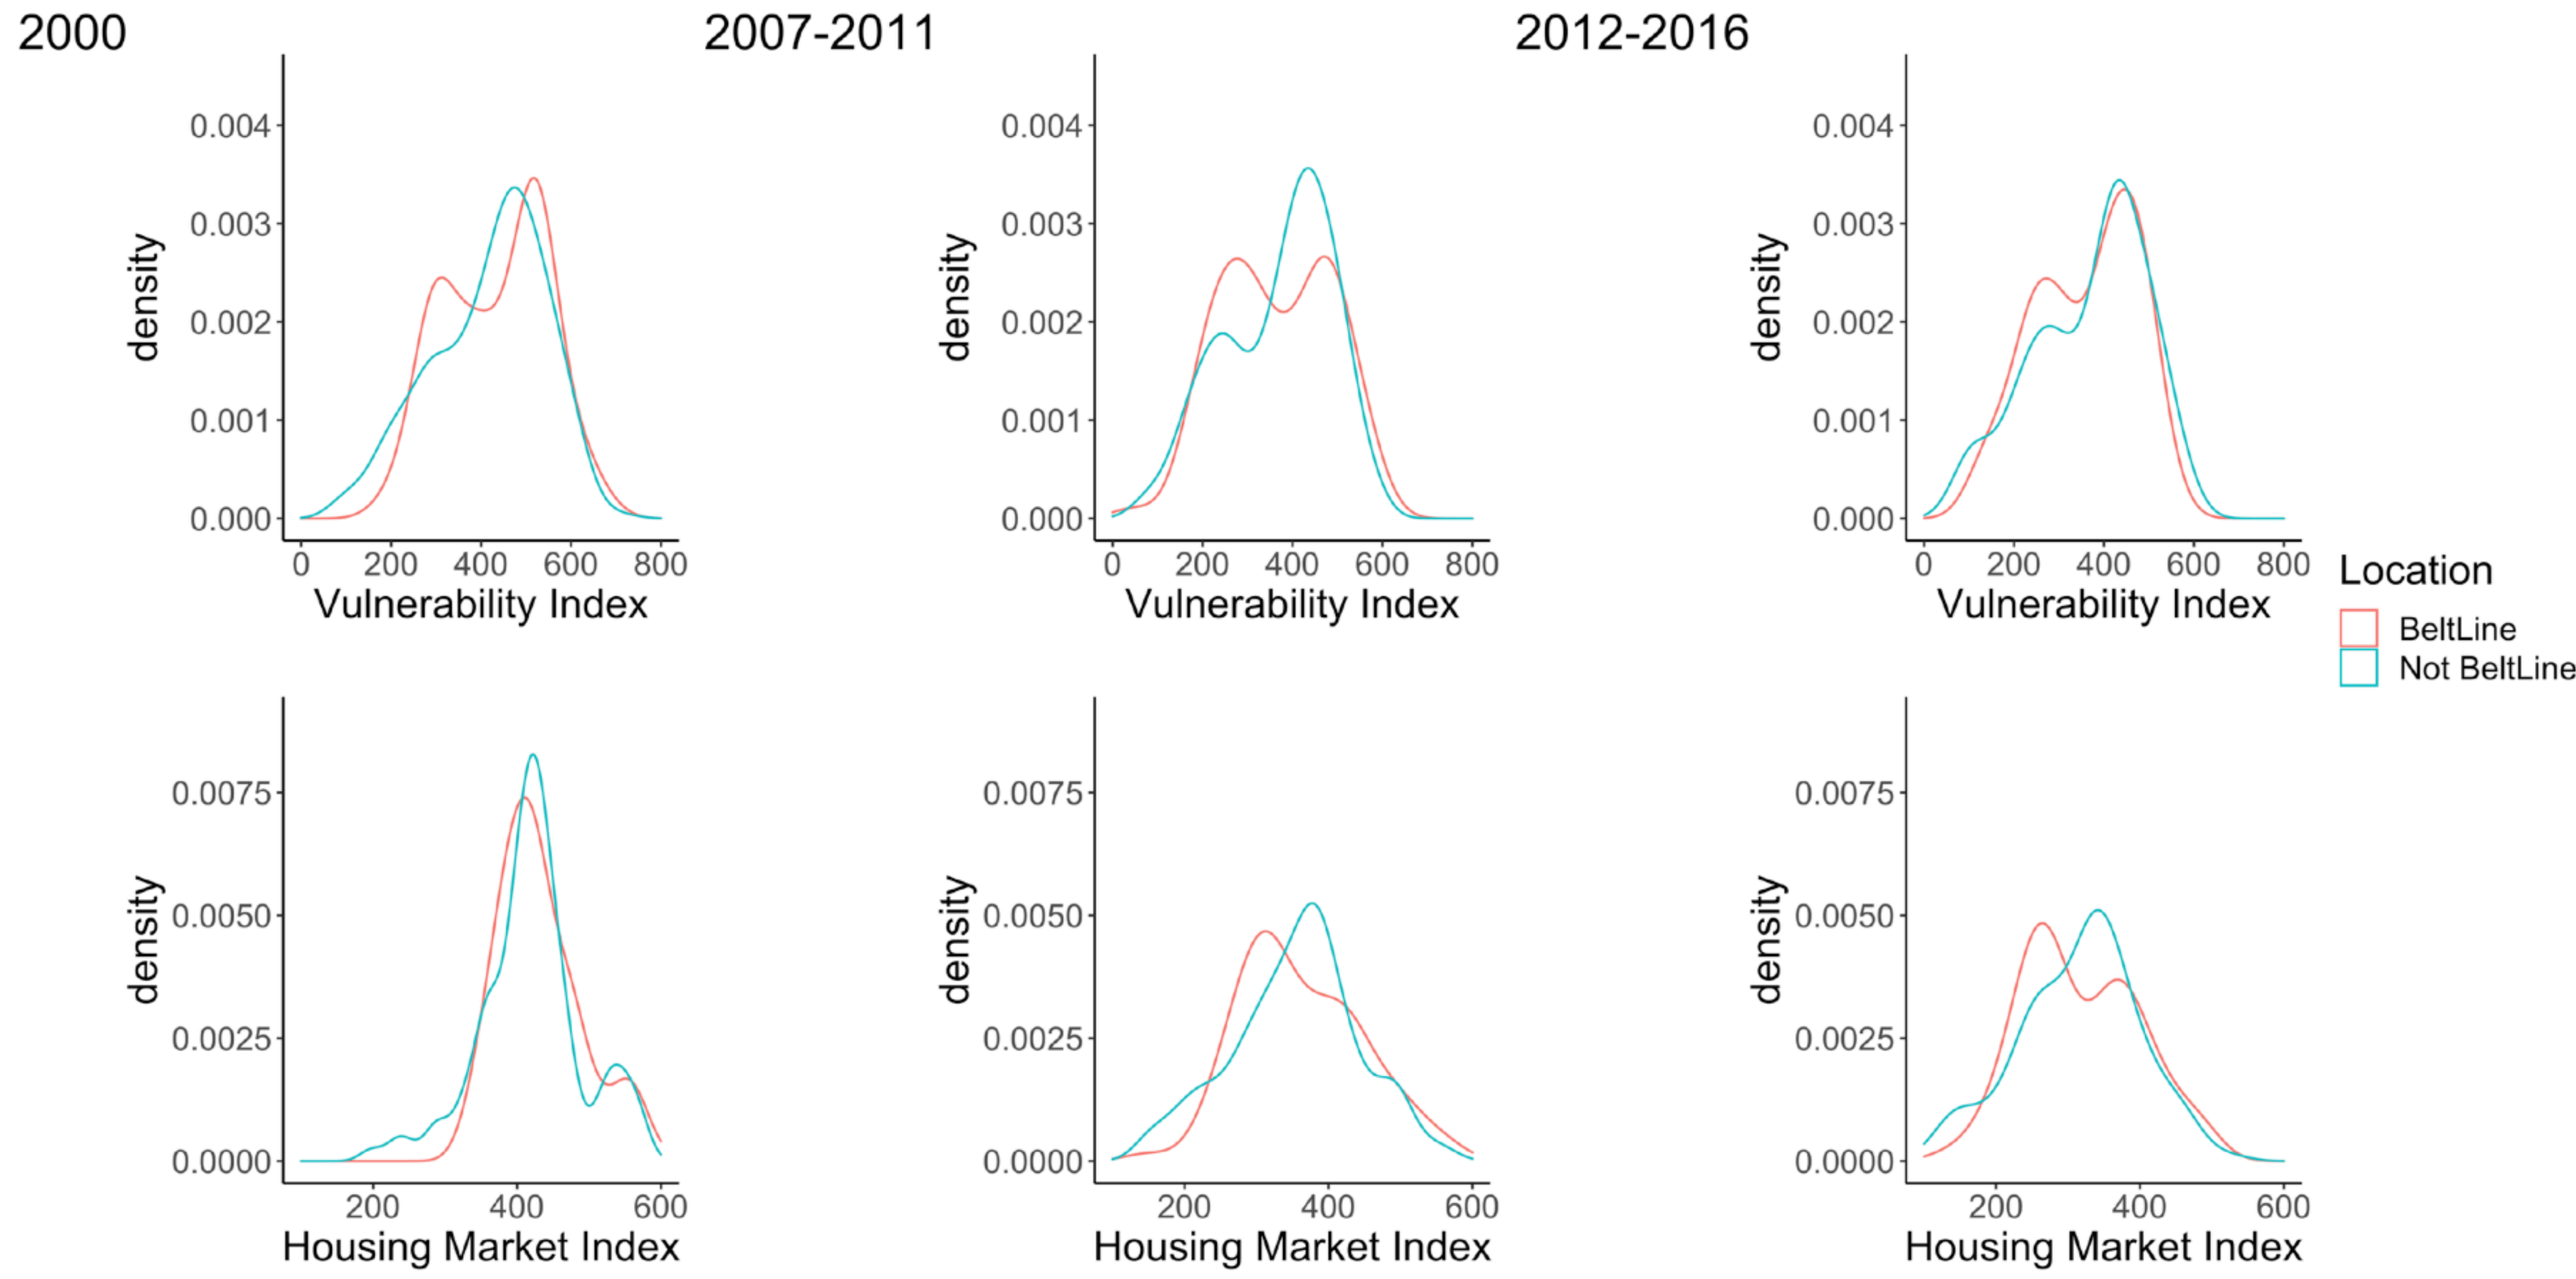 2000
2007-2011
2012-2016
0.004
0.003
0.002
0.001
0.000
density
0 200 400 600 800
Vulnerability Index
0.004
0.003
0.002
0.001
0.000
density
0 200 400 600 800
Vulnerability Index
0.004
0.003
0.002
0.001
0.000
density
0 200 400 600 800
Vulnerability Index
Location
BeltLine
Not BeltLine
0.0075
0.0050
0.0025
0.0000
density
200 400 600
Housing Market Index
0.0075
0.0050
0.0025
0.0000
density
200 400 600
Housing Market Index
0.0075
0.0050
0.0025
0.0000
density
200 400 600
Housing Market Index